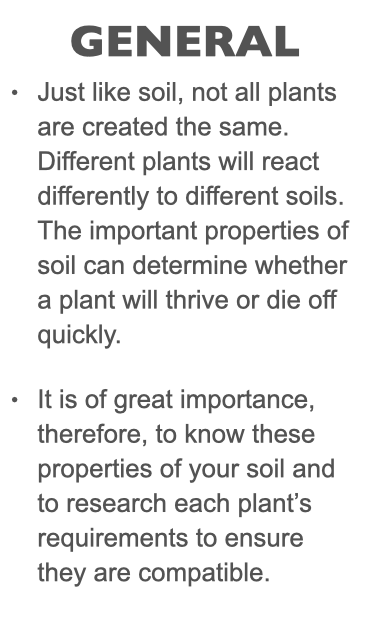 GENERAL
• Just like soil, not all plants
are created the same.
Different plants will react
differently to different soils.
The important properties of
soil can determine whether
a plant will thrive or die off
quickly.
• It is of great importance,
therefore, to know these
properties of your soil and
to research each plant’s
requirements to ensure
they are compatible.